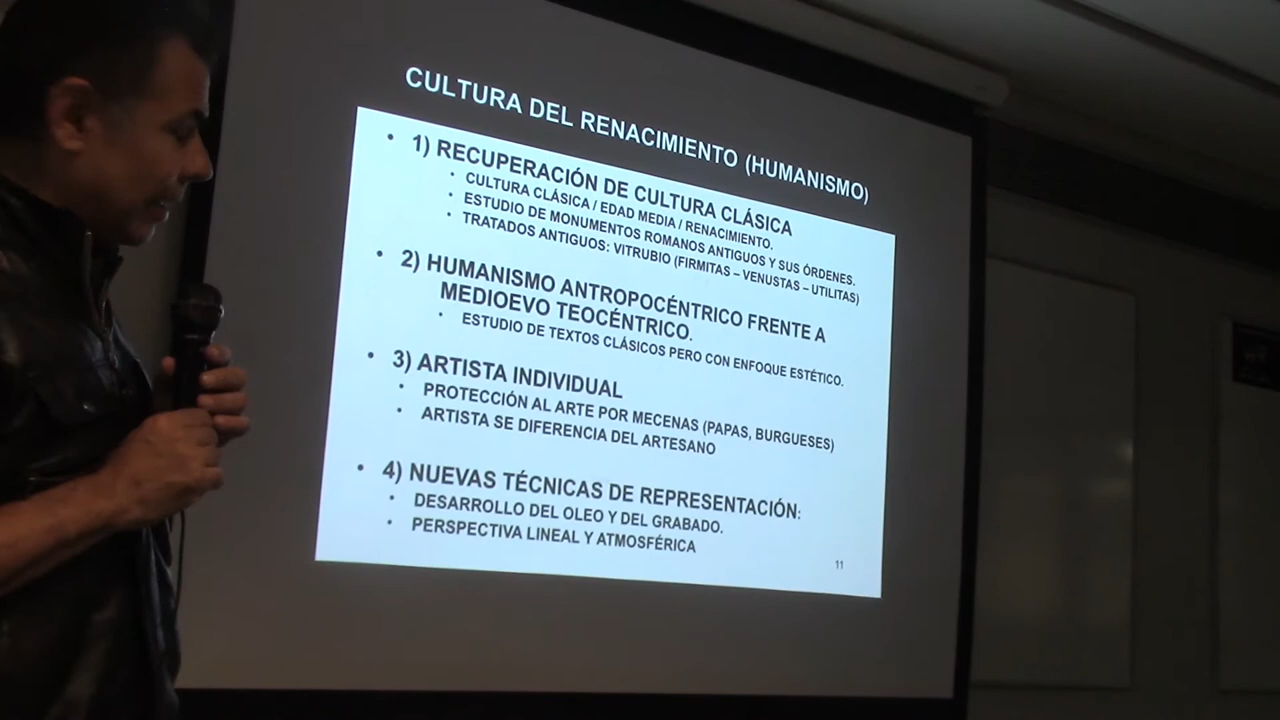 CULTURA DEL RENACIMIENTO (HUMANISMO)
• 1) RECUPERACIÓN DE CULTURA CLÁSICA
• CULTURA CLÁSICA / EDAD MEDIA / RENACIMIENTO.
• ESTUDIO DE MONUMENTOS ROMANOS ANTIGUOS Y SUS ÓRDENES.
• TRATADOS ANTIGUOS: VITRUBIO (FIRMITAS – VENUSTAS – UTILITAS)
• 2) HUMANISMO ANTROPOCÉNTRICO FRENTE A
MEDIOEVO TEOCÉNTRICO.
• ESTUDIO DE TEXTOS CLÁSICOS PERO CON ENFOQUE ESTÉTICO.
• 3) ARTISTA INDIVIDUAL
• PROTECCIÓN AL ARTE POR MECENAS (PAPAS, BURGUESES)
• ARTISTA SE DIFERENCIA DEL ARTESANO
• 4) NUEVAS TÉCNICAS DE REPRESENTACIÓN:
• DESARROLLO DEL OLEO Y DEL GRABADO.
• PERSPECTIVA LINEAL Y ATMOSFÉRICA
11